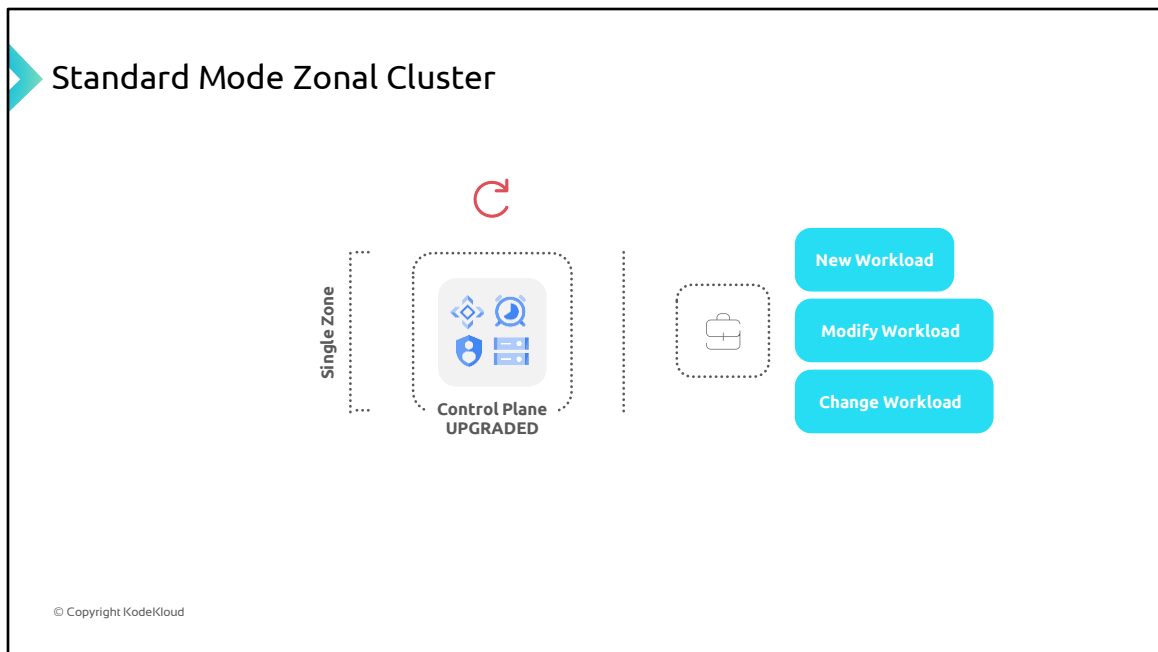 Standard Mode Zonal Cluster
Single Zone
Control Plane
UPGRADED
New Workload
Modify Workload
Change Workload
© Copyright KodeKloud